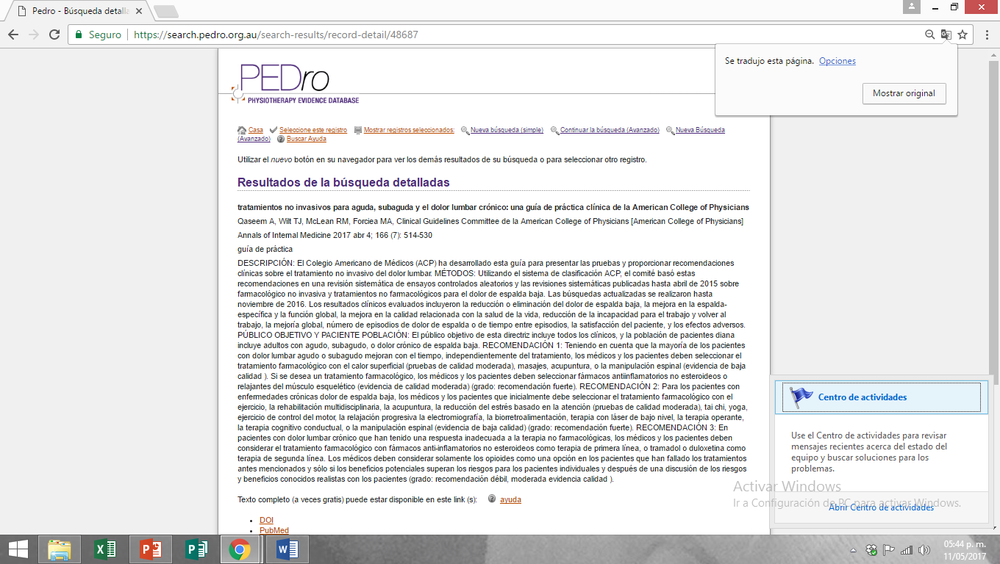 Pedro - Búsqueda detalla
Seguro
https://search.pedro.org.au/search-results/record-detail/48687
Se tradujo esta página. Opciones
Mostrar original
PEDro
PHYSIOTHERAPY EVIDENCE DATABASE
Casa Seleccione este registro Mostrar registros seleccionados: Nueva búsqueda (simple) Continuar la búsqueda (Avanzado) Nueva Búsqueda
(Avanzado) Buscar Ayuda
Utilizar el nuevo botón en su navegador para ver los demás resultados de su búsqueda o para seleccionar otro registro.
Resultados de la búsqueda detalladas
tratamientos no invasivos para aguda, subaguda y el dolor lumbar crónico: una guía de práctica clínica de la American College of Physicians
Qaseem A, Wilt TJ, McLean RM, Forciea MA, Clinical Guidelines Committee de la American College of Physicians [American College of Physicians]
Annals of Internal Medicine 2017 abr 4; 166 (7): 514-530
guía de práctica
DESCRIPCIÓN: El Colegio Americano de Médicos (ACP) ha desarrollado esta guía para presentar las pruebas y proporcionar recomendaciones
clínicas sobre el tratamiento no invasivo del dolor lumbar. MÉTODOS: Utilizando el sistema de clasificación ACP, el comité basó estas
recomendaciones en una revisión sistemática de ensayos controlados aleatorios y las revisiones sistemáticas publicadas hasta abril de 2015 sobre
farmacológico no invasiva y tratamientos no farmacológicos para el dolor de espalda baja. Las búsquedas actualizadas se realizaron hasta
noviembre de 2016. Los resultados clínicos evaluados incluyeron la reducción o eliminación del dolor de espalda baja, la mejora en la espalda-
específica y la función global, la mejora en la calidad relacionada con la salud de la vida, reducción de la incapacidad para el trabajo y volver al
trabajo, la mejoría global, número de episodios de dolor de espalda o de tiempo entre episodios, la satisfacción del paciente, y los efectos adversos.
PÚBLICO OBJETIVO Y PACIENTE POBLACIÓN: El público objetivo de esta directriz incluye todos los clínicos, y la población de pacientes diana
incluye adultos con agudo, subagudo, o dolor crónico de espalda baja. RECOMENDACIÓN 1: Teniendo en cuenta que la mayoría de los pacientes
con dolor lumbar agudo o subagudo mejoran con el tiempo, independientemente del tratamiento, los médicos y los pacientes deben seleccionar el
tratamiento farmacológico con el calor superficial (pruebas de calidad moderada), masajes, acupuntura, o la manipulación espinal (evidencia de baja
calidad ). Si se desea un tratamiento farmacológico, los médicos y los pacientes deben seleccionar fármacos antiinflamatorios no esteroideos o
relajantes del músculo esquelético (evidencia de calidad moderada) (grado: recomendación fuerte). RECOMENDACIÓN 2: Para los pacientes con
enfermedades crónicas dolor de espalda baja, los médicos y los pacientes que inicialmente debe seleccionar el tratamiento farmacológico con el
ejercicio, la rehabilitación multidisciplinaria, la acupuntura, la reducción del estrés basado en la atención (pruebas de calidad moderada), tai chi, yoga,
ejercicio de control del motor, la relajación progresiva la electromiografía, la biorretroalimentación, terapia con láser de bajo nivel, la terapia operante,
la terapia cognitivo conductual, o la manipulación espinal (evidencia de baja calidad) (grado: recomendación fuerte). RECOMENDACIÓN 3: En
pacientes con dolor lumbar crónico que han tenido una respuesta inadecuada a la terapia no farmacológicas, los médicos y los pacientes deben
considerar el tratamiento farmacológico con fármacos anti-inflamatorios no esteroideos como terapia de primera línea, o tramadol o duloxetina como
terapia de segunda línea. Los médicos deben considerar solamente los opioides como una opción en los pacientes que han fallado los tratamientos
antes mencionados y sólo si los beneficios potenciales superan los riesgos para los pacientes individuales y después de una discusión de los riesgos
y beneficios conocidos realistas con los pacientes (grado: recomendación débil, moderada evidencia calidad ).
Texto completo (a veces gratis) puede estar disponible en este link (s): ayuda
DOI
PubMed
Centro de actividades
Use el Centro de actividades para revisar
mensajes recientes acerca del estado del
equipo y buscar soluciones para los
problemas.
Activar Windows
Ir a Configuración de PC para activar Windows.
Abrir Centro de actividades
05:44 p. m.
11/05/2017